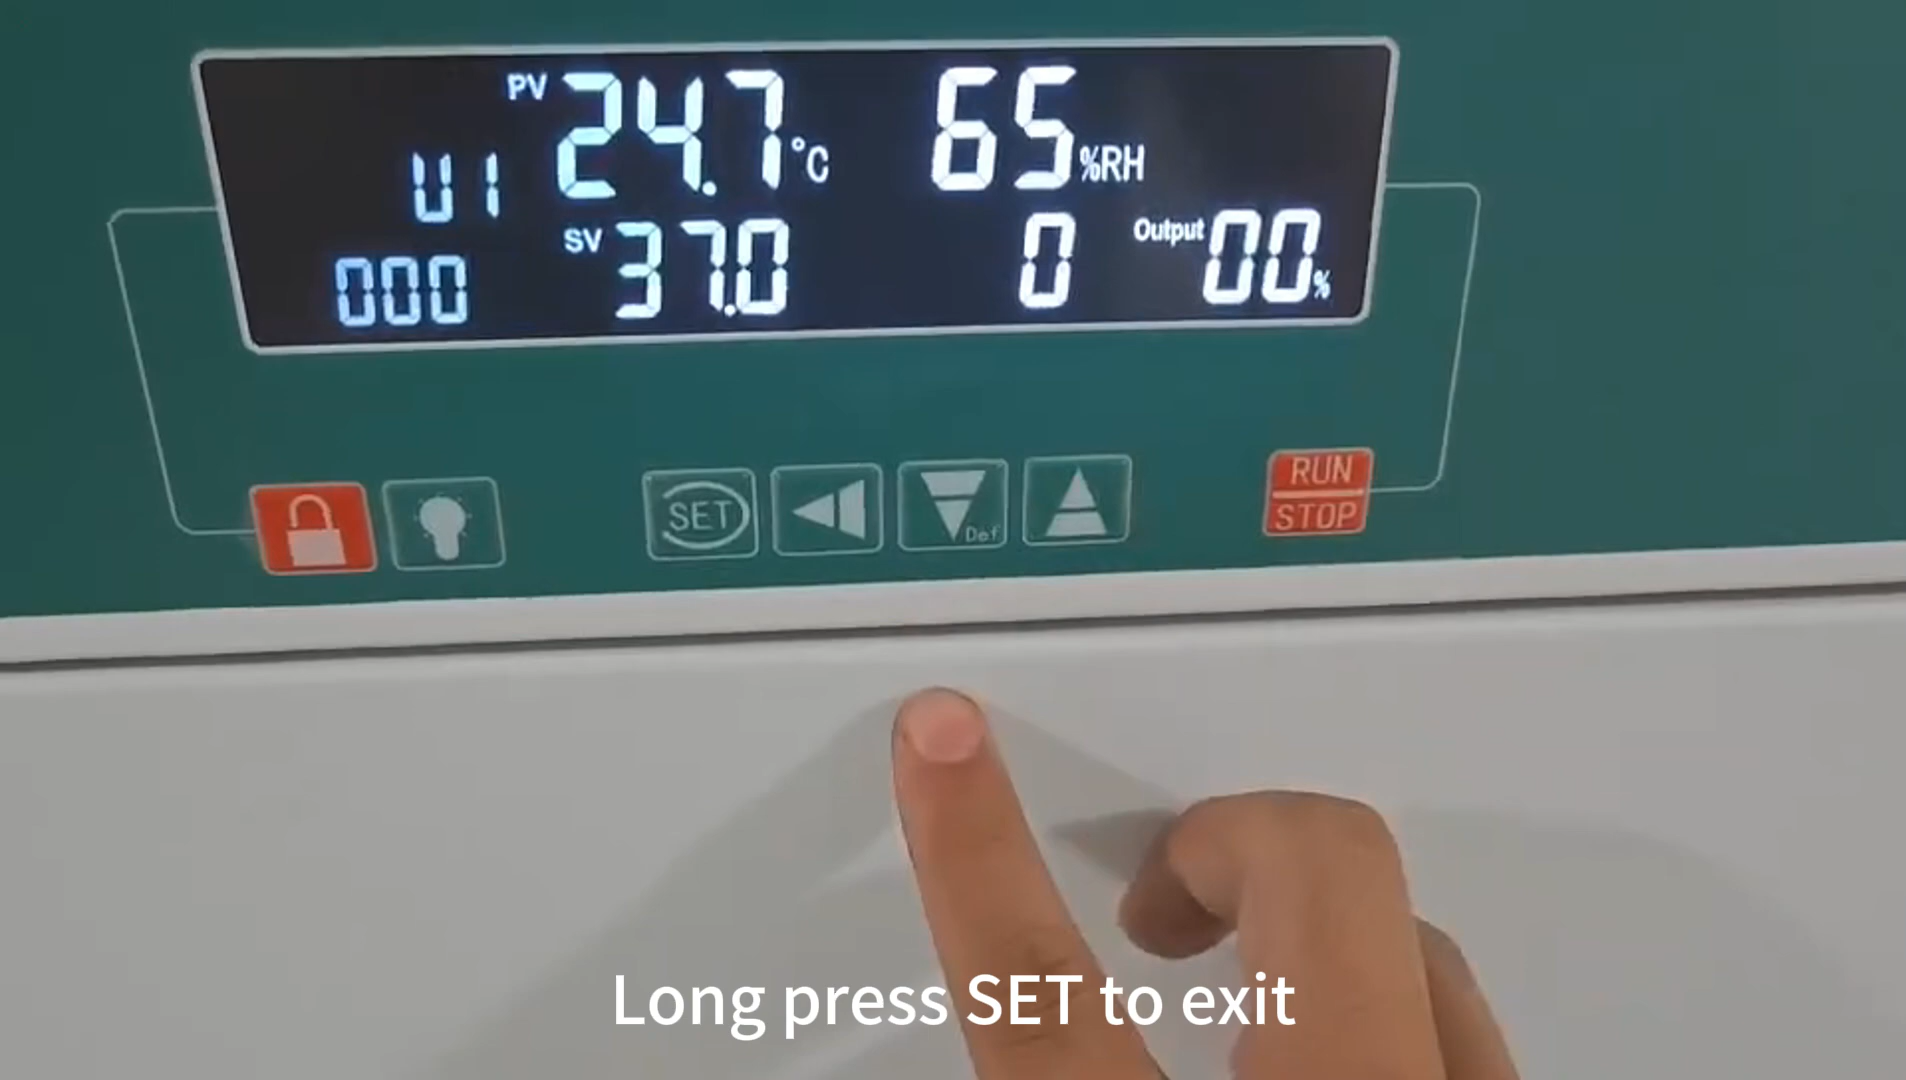 PV 24.7 °C 65 %RH
U1
SV 37.0 0 Output 00 %
000
SET
Def
RUN
STOP
Long press SET to exit